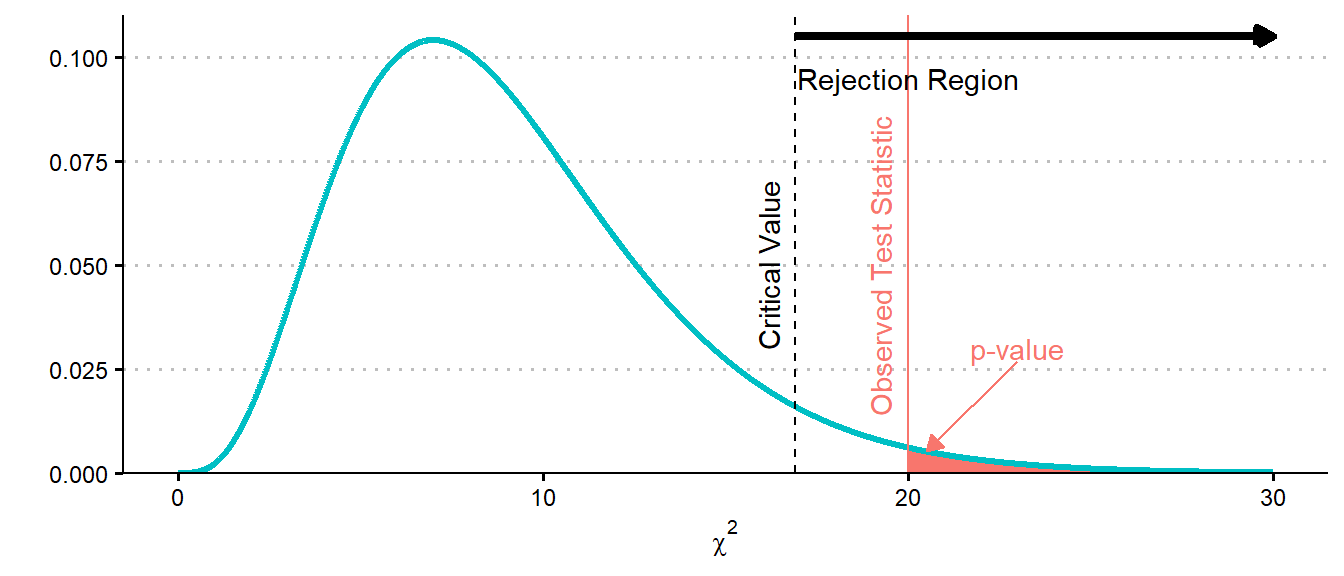 0.100
0.075
0.050
0.025
0.000
Rejection Region
Critical Value
Observed Test Statistic
p-value
0
10
20
30
χ²